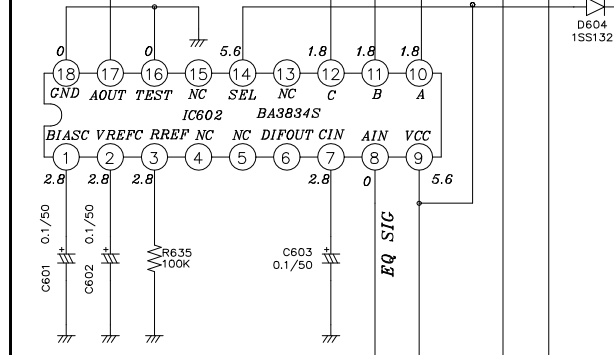 D604
1SS132
0 0 5.6 1.8 1.8 1.8
18 17 16 15 14 13 12 11 10
GND AOUT TEST NC SEL NC C B A
IC602 BA3834S
BIASC VREFC RREF NC NC DIFOUT CIN AIN VCC
1 2 3 4 5 6 7 8 9
2.8 2.8 2.8 2.8 0 5.6
0.1/50
0.1/50
C601
C602
R635
100K
C603
0.1/50
EQ SIG